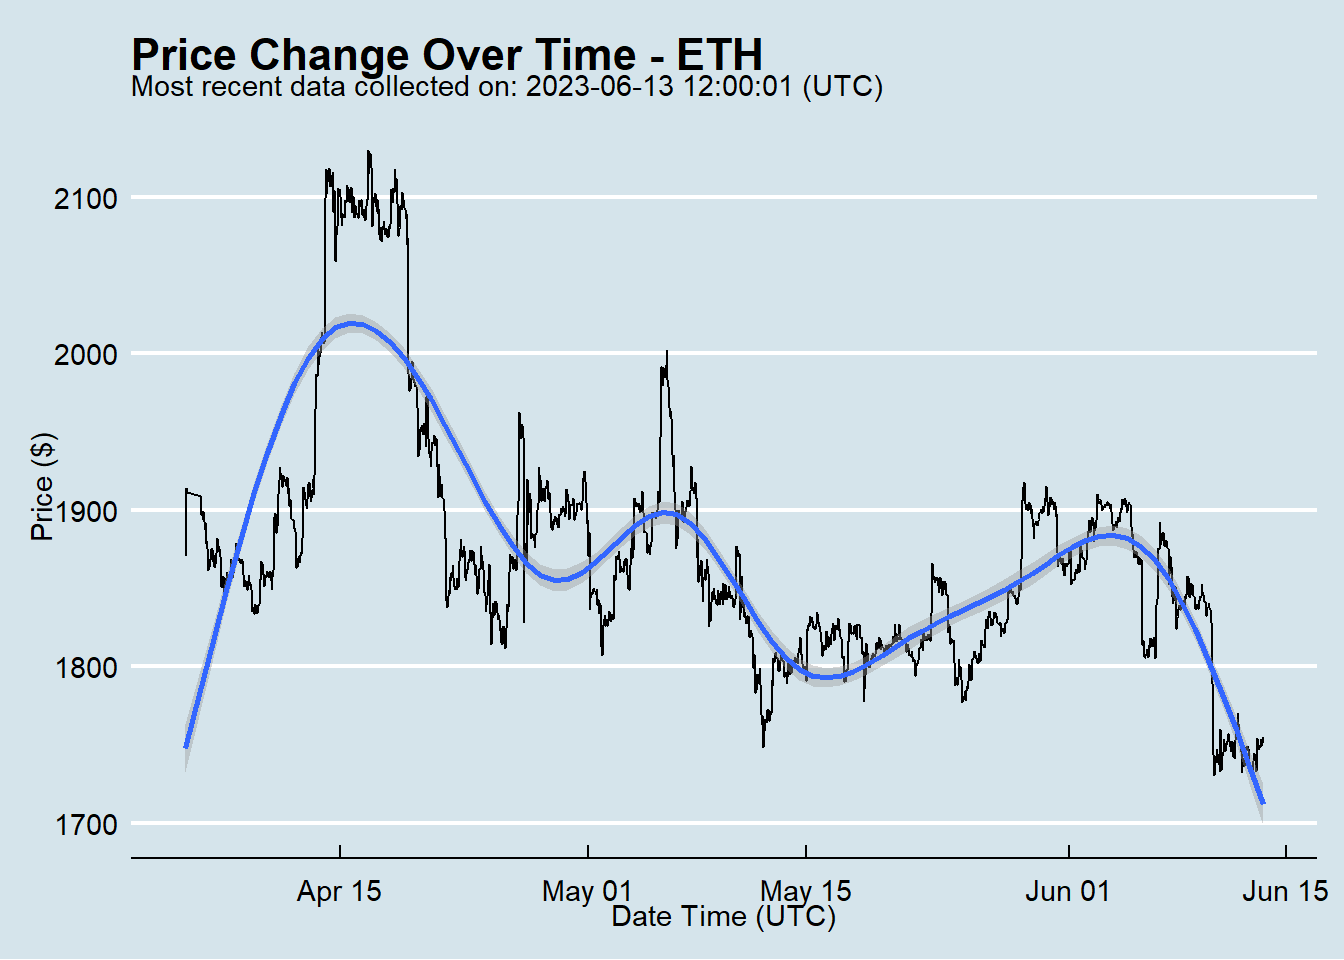 Price Change Over Time - ETH
Most recent data collected on: 2023-06-13 12:00:01 (UTC)
2100
2000
1900
1800
1700
Price ($)
Apr 15
May 01
May 15
Jun 01
Jun 15
Date Time (UTC)